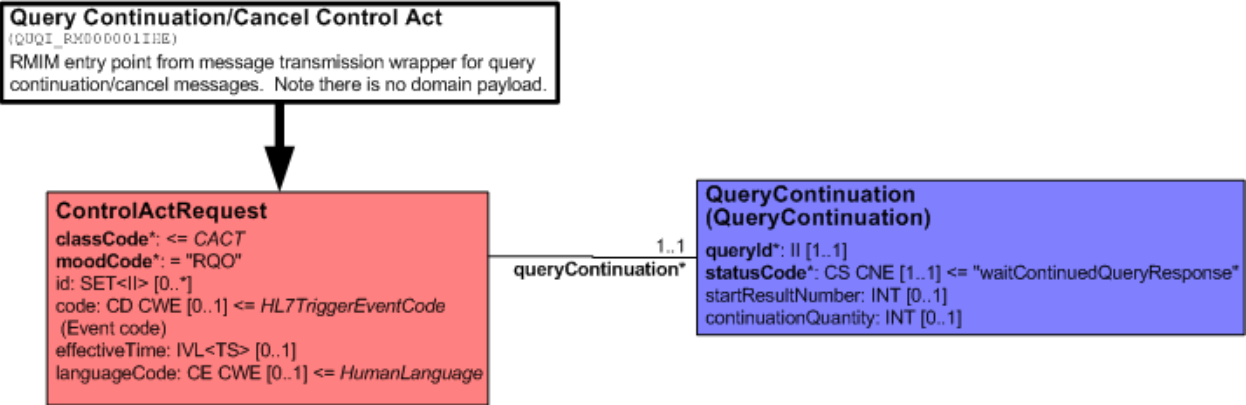 Query Continuation/Cancel Control Act
(QUQI_RM000001IHE)
RMIM entry point from message transmission wrapper for query
continuation/cancel messages.  Note there is no domain payload.
ControlActRequest
classCode*: <= CACT
moodCode*: = "RQO"
id: SET<II> [0..*]
code: CD CWE [0..1] <= HL7TriggerEventCode
(Event code)
effectiveTime: IVL<TS> [0..1]
languageCode: CE CWE [0..1] <= HumanLanguage
1..1
queryContinuation*
QueryContinuation
(QueryContinuation)
queryId*: II [1..1]
statusCode*: CS CNE [1..1] <= "waitContinuedQueryResponse"
startResultNumber: INT [0..1]
continuationQuantity: INT [0..1]